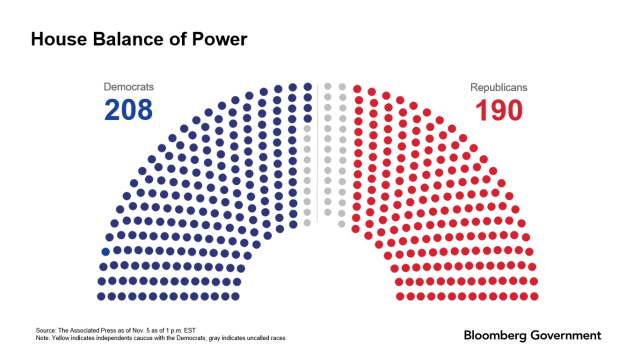 House Balance of Power
Democrats
208
Republicans
190
Source: The Associated Press as of Nov. 5 as of 1 p.m. EST
Note: Yellow indicates independents caucus with the Democrats; gray indicates uncalled races
Bloomberg Government